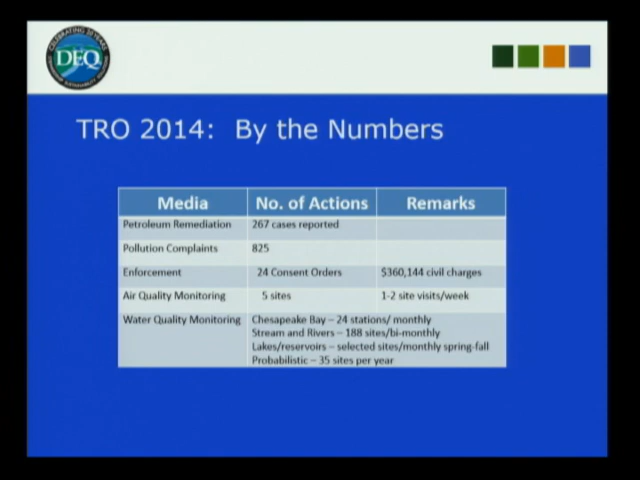 CELEBRATING 20 YEARS
DEQ
TRO 2014: By the Numbers
Media No. of Actions Remarks
Petroleum Remediation 267 cases reported
Pollution Complaints 825
Enforcement 24 Consent Orders $360,144 civil charges
Air Quality Monitoring 5 sites 1-2 site visits/week
Water Quality Monitoring Chesapeake Bay – 24 stations/ monthly
Stream and Rivers – 188 sites/bi-monthly
Lakes/reservoirs – selected sites/monthly spring-fall
Probabilistic – 35 sites per year